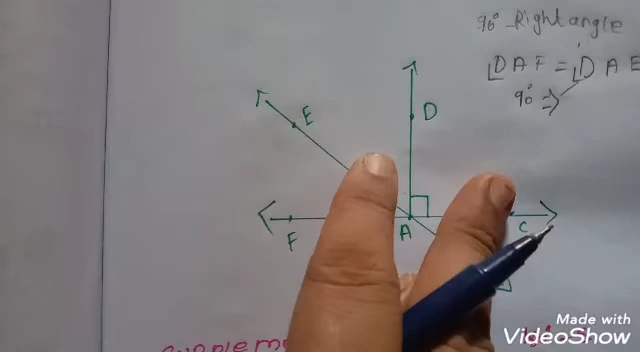 90° Right angle
∟DAF = ∟DAE
90° ⇒
E
D
F
A
C
Made with
VideoShow